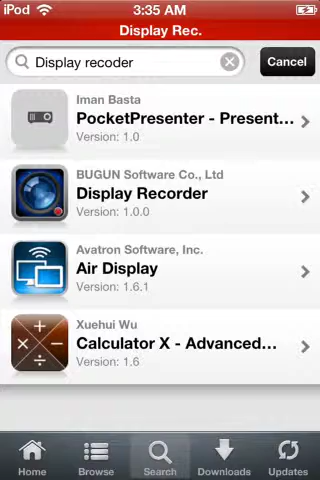 iPod 3:35 AM
Display Rec.
Display recoder Cancel
Iman Basta
PocketPresenter - Present...
Version: 1.0
BUGUN Software Co., Ltd
Display Recorder
Version: 1.0.0
Avatron Software, Inc.
Air Display
Version: 1.6.1
Xuehui Wu
Calculator X - Advanced...
Version: 1.6
Home Browse Search Downloads Updates